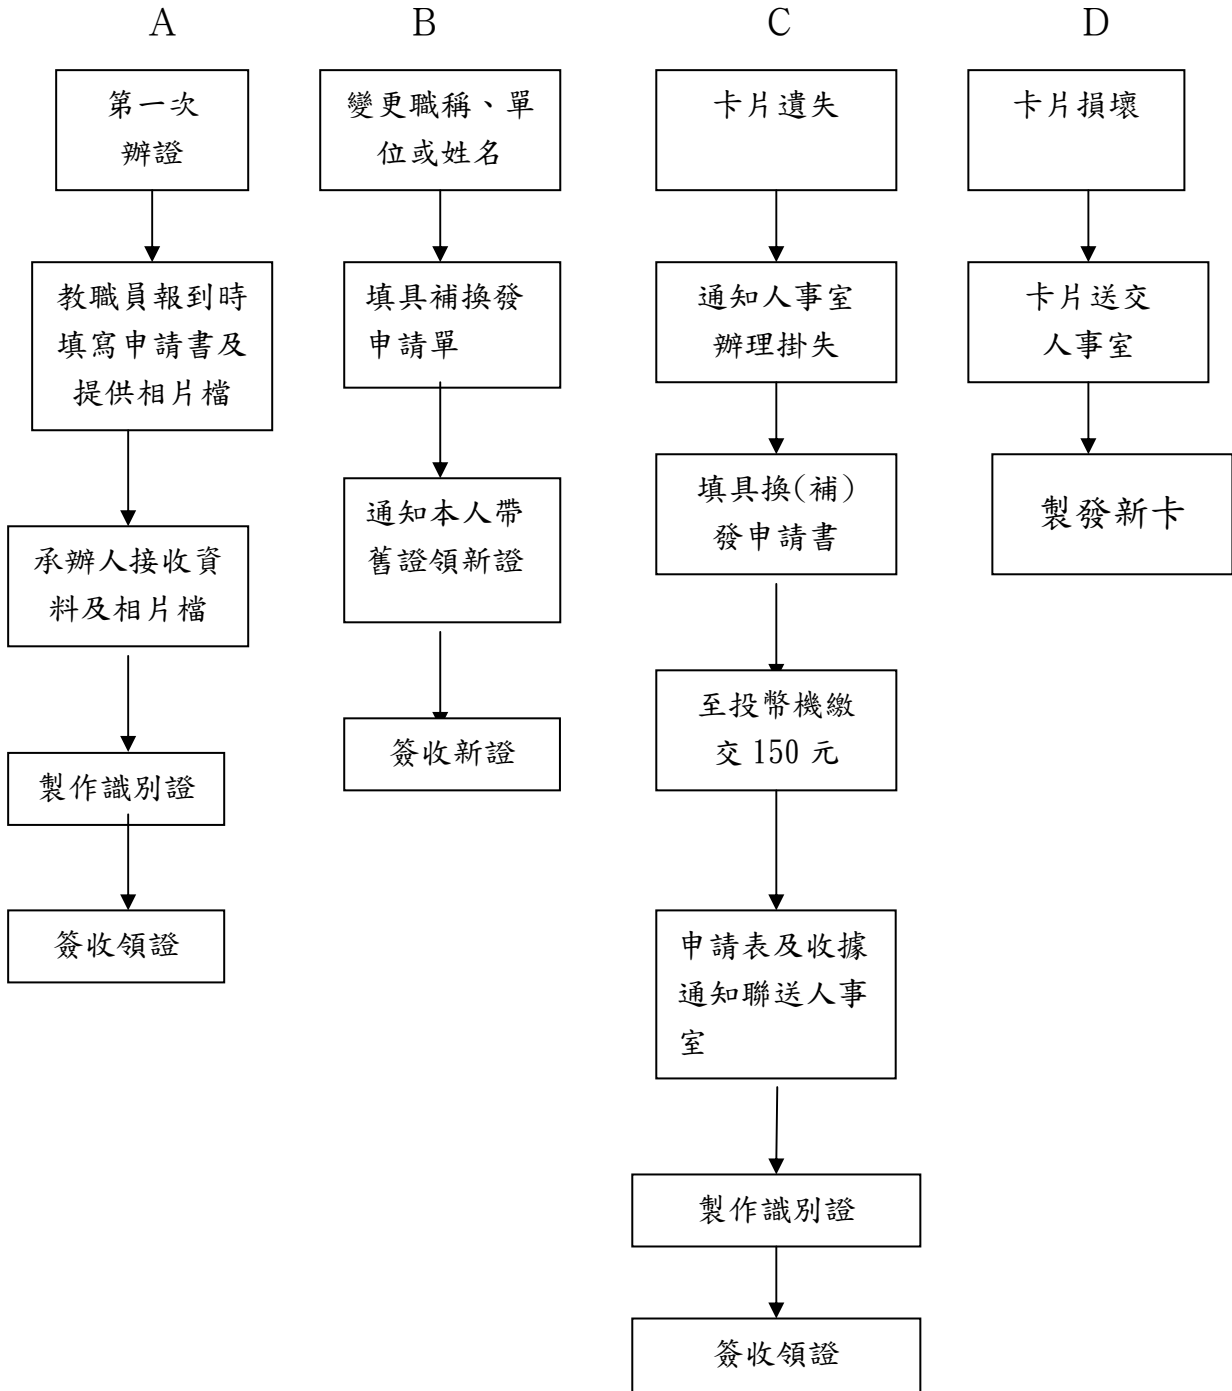 A
B
C
D
第一次
辦證
教職員報到時
填寫申請書及
提供相片檔
承辦人接收資
料及相片檔
製作識別證
簽收領證
變更職稱、單
位或姓名
填具補換發
申請單
通知本人帶
舊證領新證
簽收新證
卡片遺失
通知人事室
辦理掛失
填具換(補)
發申請書
至投幣機繳
交 150 元
申請表及收據
通知聯送人事
室
製作識別證
簽收領證
卡片損壞
卡片送交
人事室
製發新卡